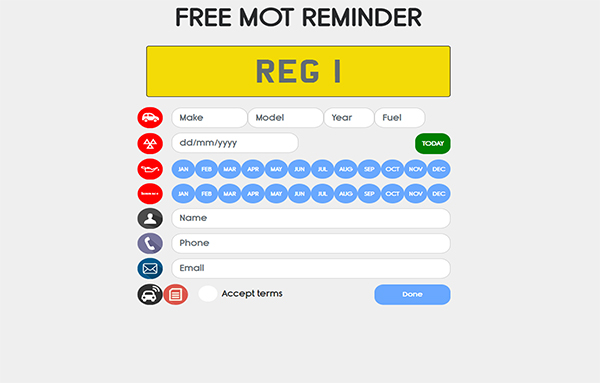 FREE MOT REMINDER
REG 1
Make Model Year Fuel
dd/mm/yyyy TODAY
JAN FEB MAR APR MAY JUN JUL AUG SEP OCT NOV DEC
JAN FEB MAR APR MAY JUN JUL AUG SEP OCT NOV DEC
Name
Phone
Email
Accept terms Done